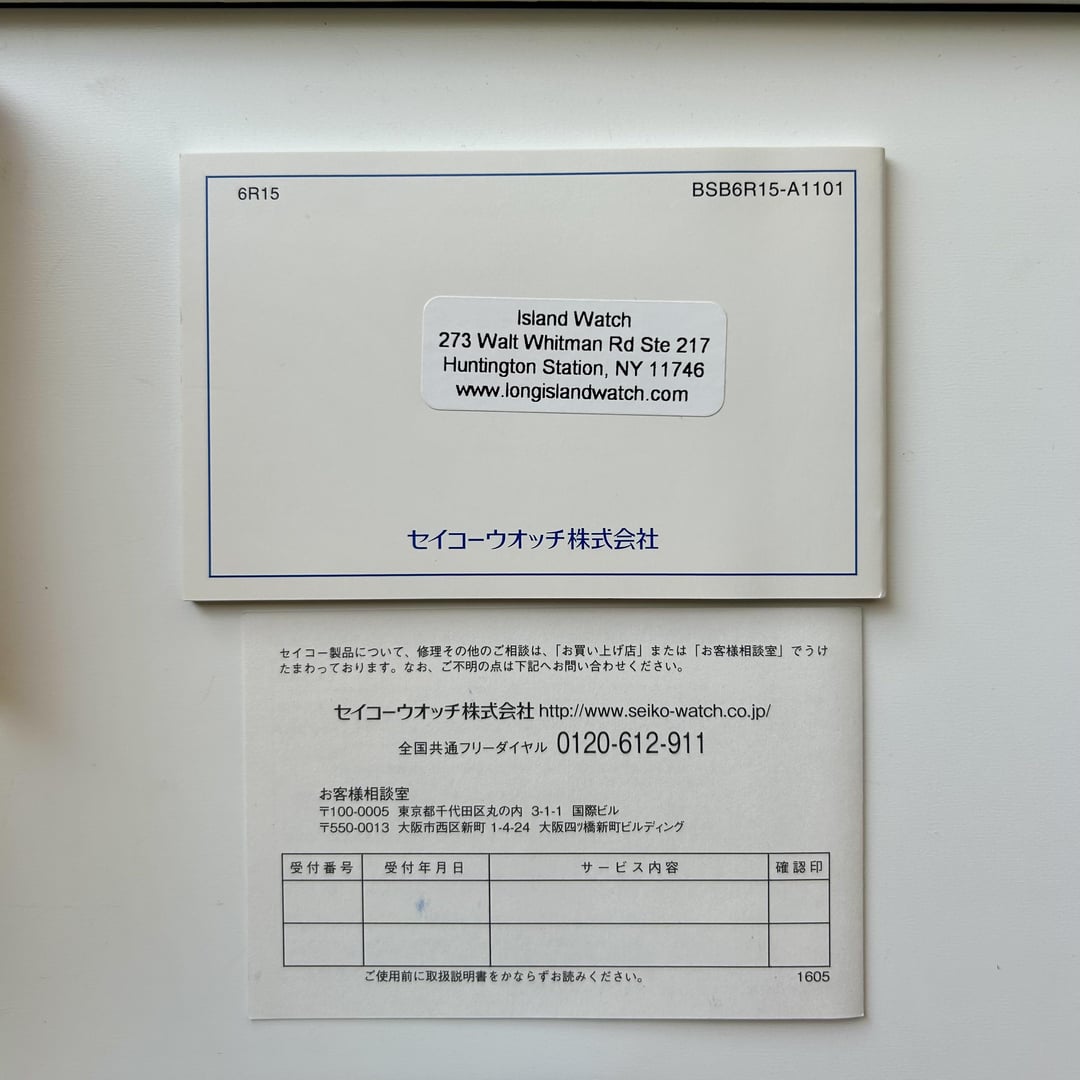 6R15
BSB6R15-A1101
Island Watch
273 Walt Whitman Rd Ste 217
Huntington Station, NY 11746
www.longislandwatch.com
セイコーウオッチ株式会社
セイコー製品について、修理その他のご相談は、「お買い上げ店」または「お客様相談室」でうけ
たまわっております。なお、ご不明の点は下記へお問い合わせください。
セイコーウオッチ株式会社 http://www.seiko-watch.co.jp/
全国共通フリーダイヤル 0120-612-911
お客様相談室
〒100-0005 東京都千代田区丸の内 3-1-1 国際ビル
〒550-0013 大阪市西区新町 1-4-24 大阪四ツ橋新町ビルディング
受付番号 受付年月日 サービス内容 確認印
ご使用前に取扱説明書をかならずお読みください。 1605